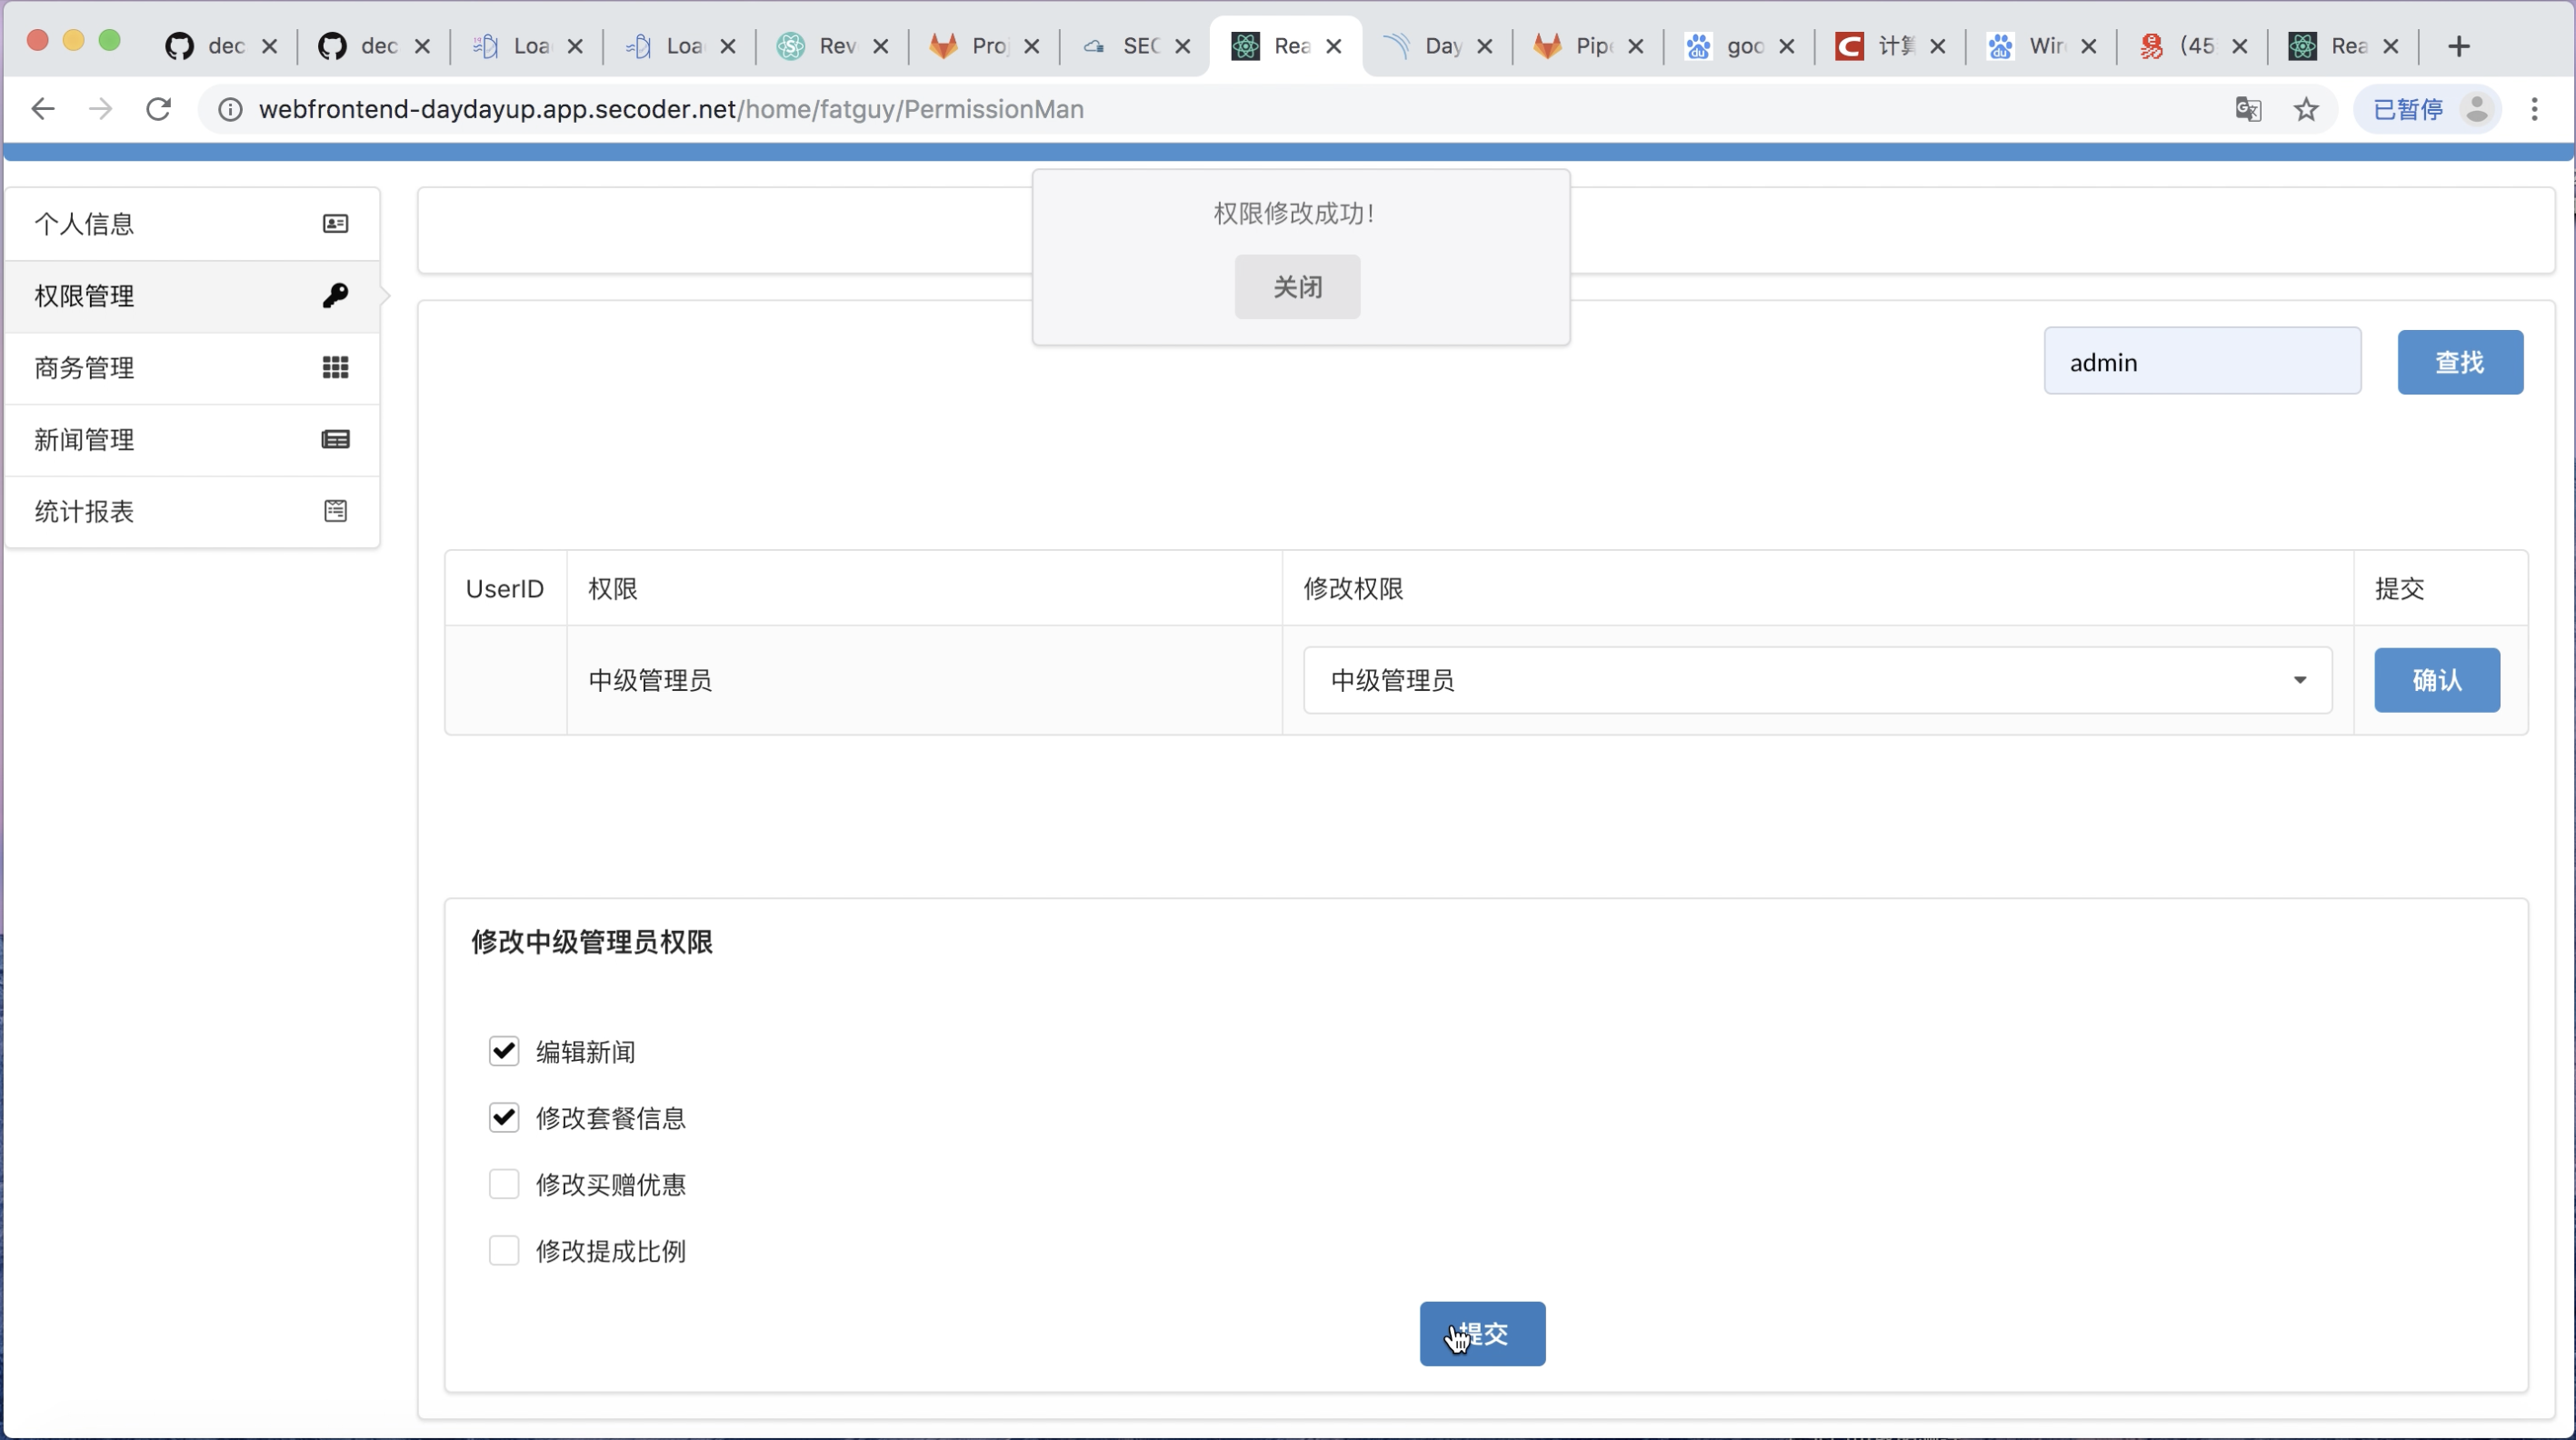 dec
dec
Loa
Loa
Rev
Proj
SEC
Rea
Day
Pipe
goo
计算
Wir
(45
Rea
webfrontend-daydayup.app.secoder.net/home/fatguy/PermissionMan
已暂停
个人信息
权限管理
商务管理
新闻管理
统计报表
权限修改成功!
关闭
admin
查找
UserID 权限 修改权限 提交
中级管理员 中级管理员 确认
修改中级管理员权限
编辑新闻
修改套餐信息
修改买赠优惠
修改提成比例
提交